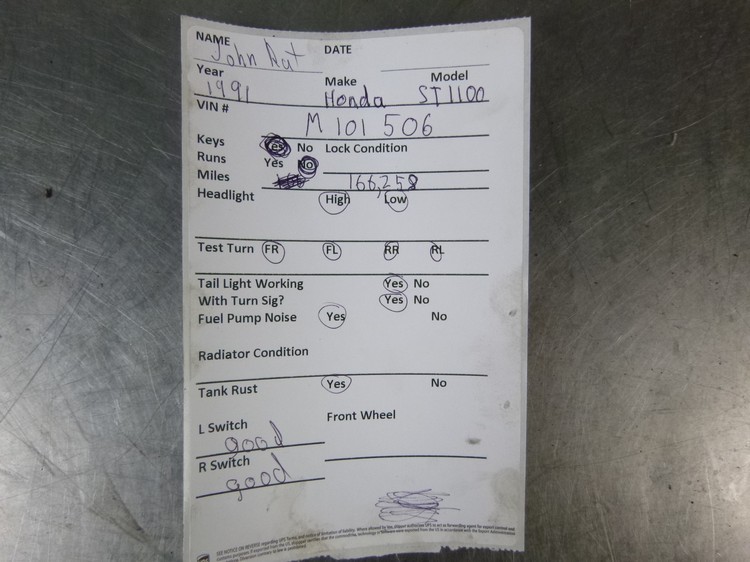 NAME John DATE
Year Make Model
1991 Honda ST1100
VIN #
M 101 506
Keys Yes No Lock Condition
Runs Yes No
Miles 166,258
Headlight High Low
Test Turn FR FL RR RL
Tail Light Working Yes No
With Turn Sig? Yes No
Fuel Pump Noise Yes No
Radiator Condition
Tank Rust Yes No
L Switch Front Wheel
good
R Switch
good